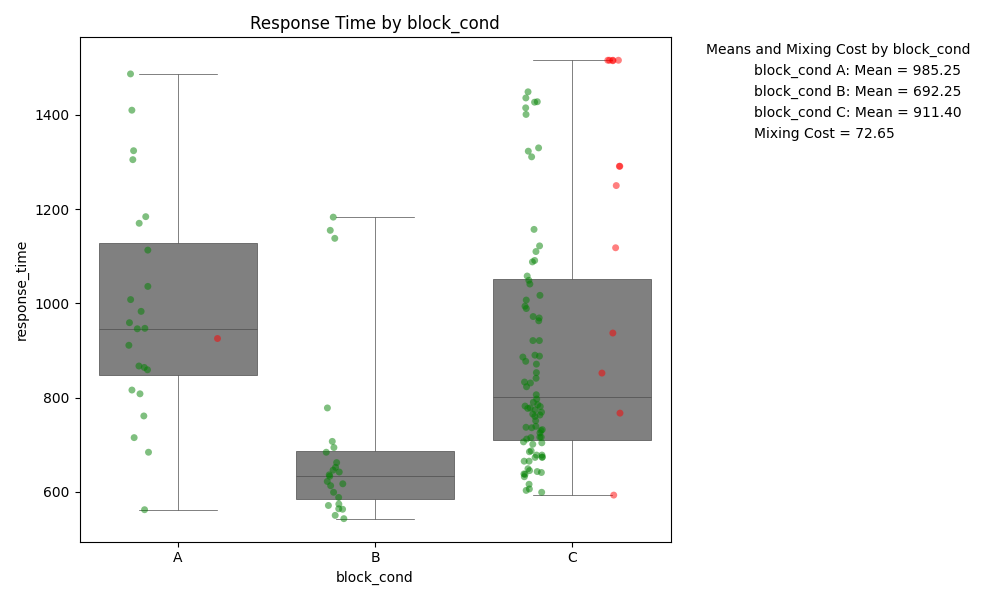 Response Time by block_cond
Means and Mixing Cost by block_cond
block_cond A: Mean = 985.25
block_cond B: Mean = 692.25
block_cond C: Mean = 911.40
Mixing Cost = 72.65
response_time
1400
1200
1000
800
600
A
B
C
block_cond